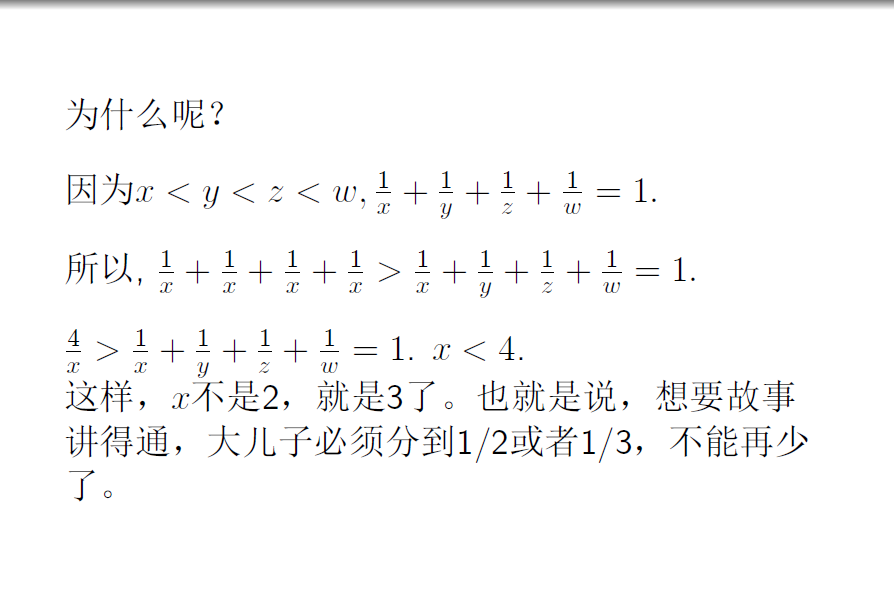 为什么呢?
因为x < y < z < w, 1/x + 1/y + 1/z + 1/w = 1.
所以, 1/x + 1/x + 1/x + 1/x > 1/x + 1/y + 1/z + 1/w = 1.
4/x > 1/x + 1/y + 1/z + 1/w = 1. x < 4.
这样，x不是2，就是3了。也就是说，想要故事
讲得通，大儿子必须分到1/2或者1/3，不能再少
了。